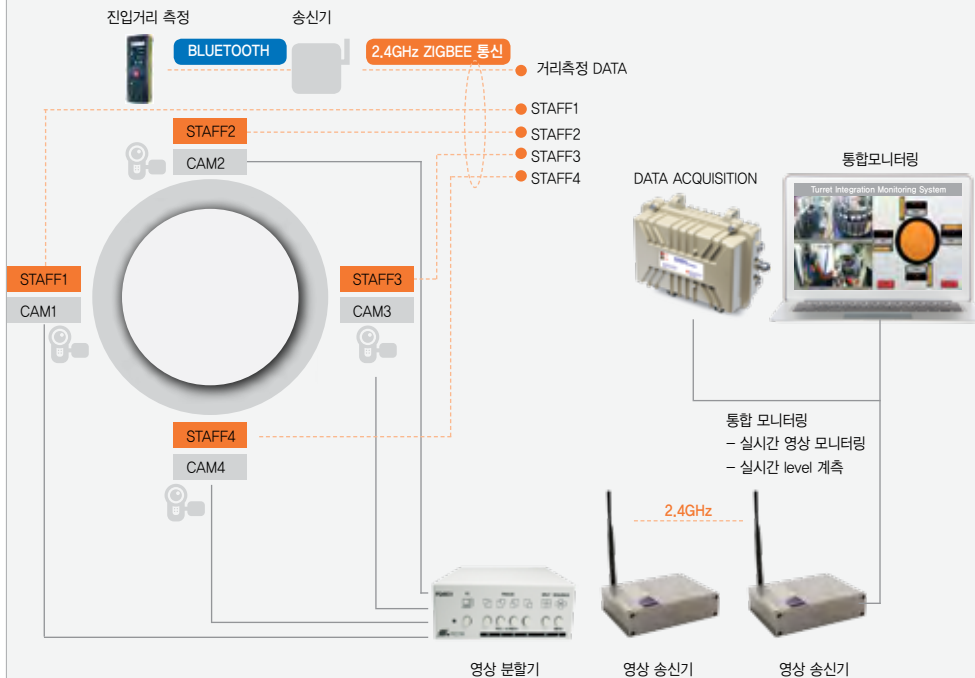 진입거리 측정
송신기
BLUETOOTH
2.4GHz ZIGBEE 통신
거리측정 DATA
STAFF1
STAFF2
STAFF3
STAFF4
STAFF2
CAM2
STAFF1
CAM1
STAFF3
CAM3
STAFF4
CAM4
DATA ACQUISITION
통합모니터링
Turret Integration Monitoring System
통합 모니터링
- 실시간 영상 모니터링
- 실시간 level 계측
2.4GHz
영상 분할기
영상 송신기
영상 송신기